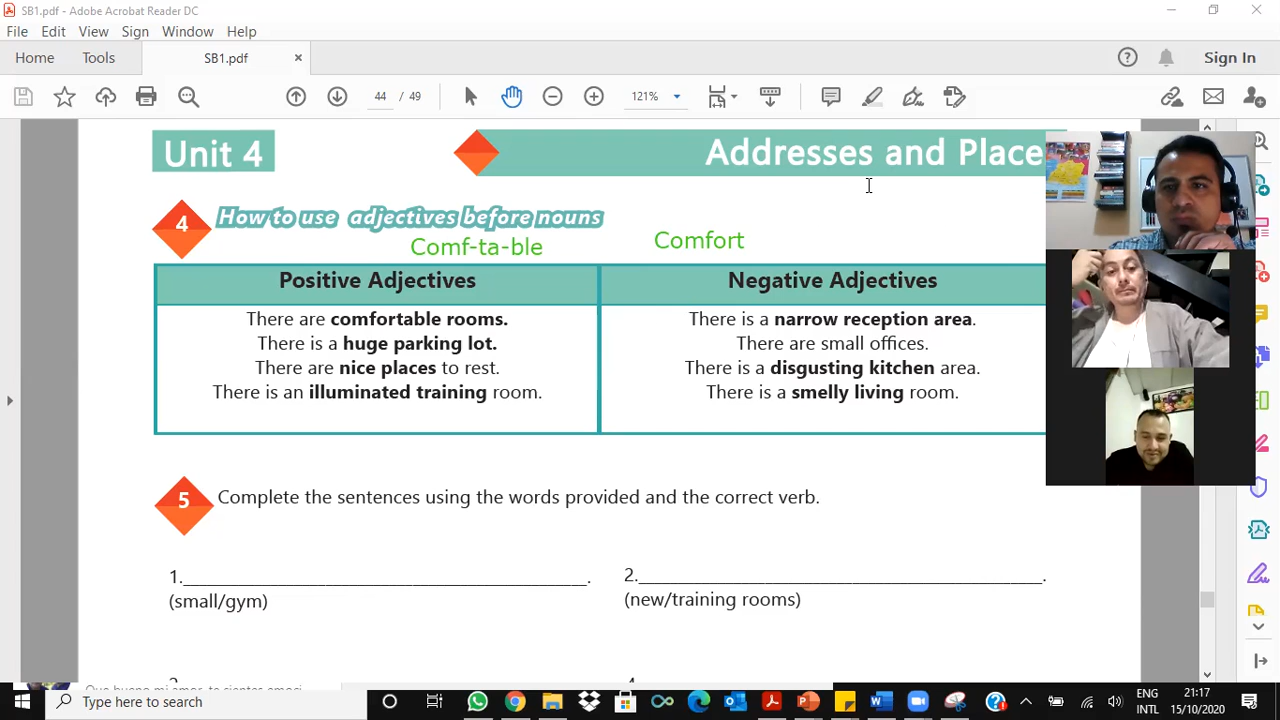 SB1.pdf - Adobe Acrobat Reader DC
File Edit View Sign Window Help
Home Tools SB1.pdf × Sign In
44 / 49 121%
Unit 4
Addresses and Place
4 How to use adjectives before nouns
Comf-ta-ble Comfort
Positive Adjectives
There are comfortable rooms.
There is a huge parking lot.
There are nice places to rest.
There is an illuminated training room.
Negative Adjectives
There is a narrow reception area.
There are small offices.
There is a disgusting kitchen area.
There is a smelly living room.
5 Complete the sentences using the words provided and the correct verb.
1.____________________.
(small/gym)
2.____________________.
(new/training rooms)
Type here to search
ENG 21:17
INTL 15/10/2020